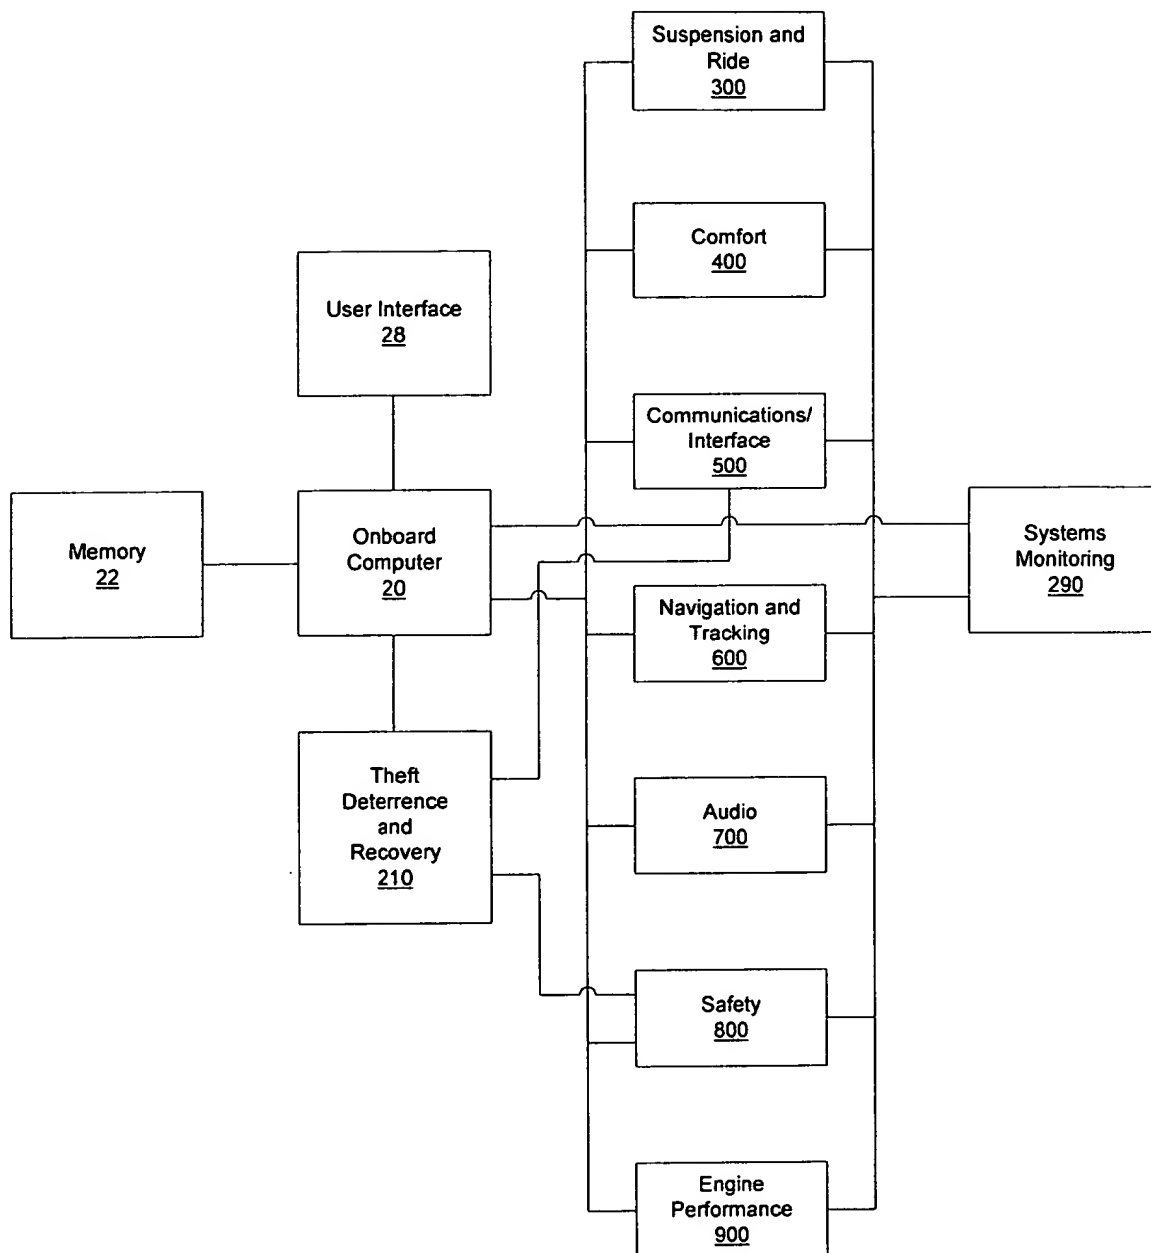 Suspension and
Ride
300
Comfort
400
User Interface
28
Communications/
Interface
500
Memory
22
Onboard
Computer
20
Systems
Monitoring
290
Navigation and
Tracking
600
Theft
Deterrence
and
Recovery
210
Audio
700
Safety
800
Engine
Performance
900